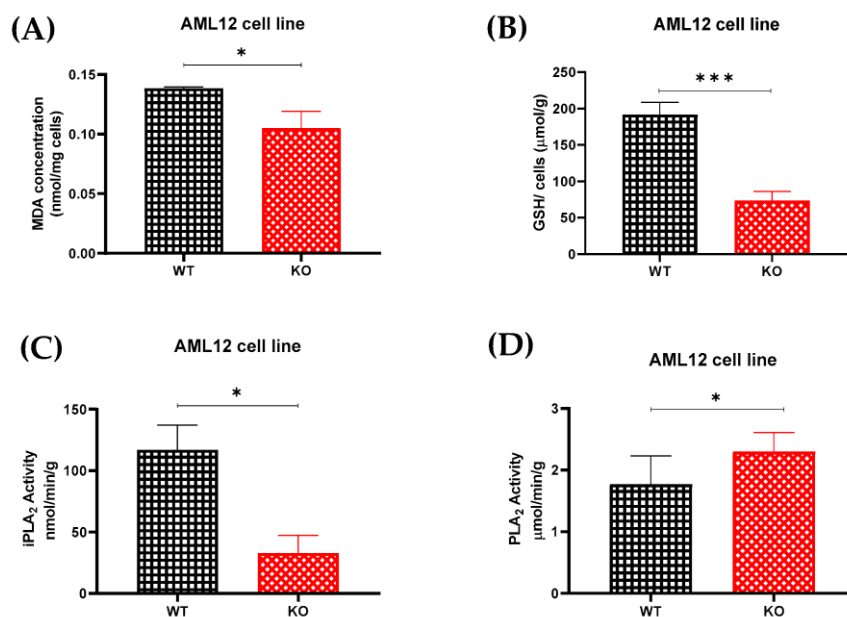 (A)
AML12 cell line
*
MDA concentration
(nmol/mg cells)
0.15
0.10
0.05
0.00
WT
KO
(B)
AML12 cell line
***
GSH/ cells (μmol/g)
250
200
150
100
50
0
WT
KO
(C)
AML12 cell line
*
iPLA₂ Activity
nmol/min/g
150
100
50
0
WT
KO
(D)
AML12 cell line
*
PLA₂ Activity
μmol/min/g
3
2
1
0
WT
KO